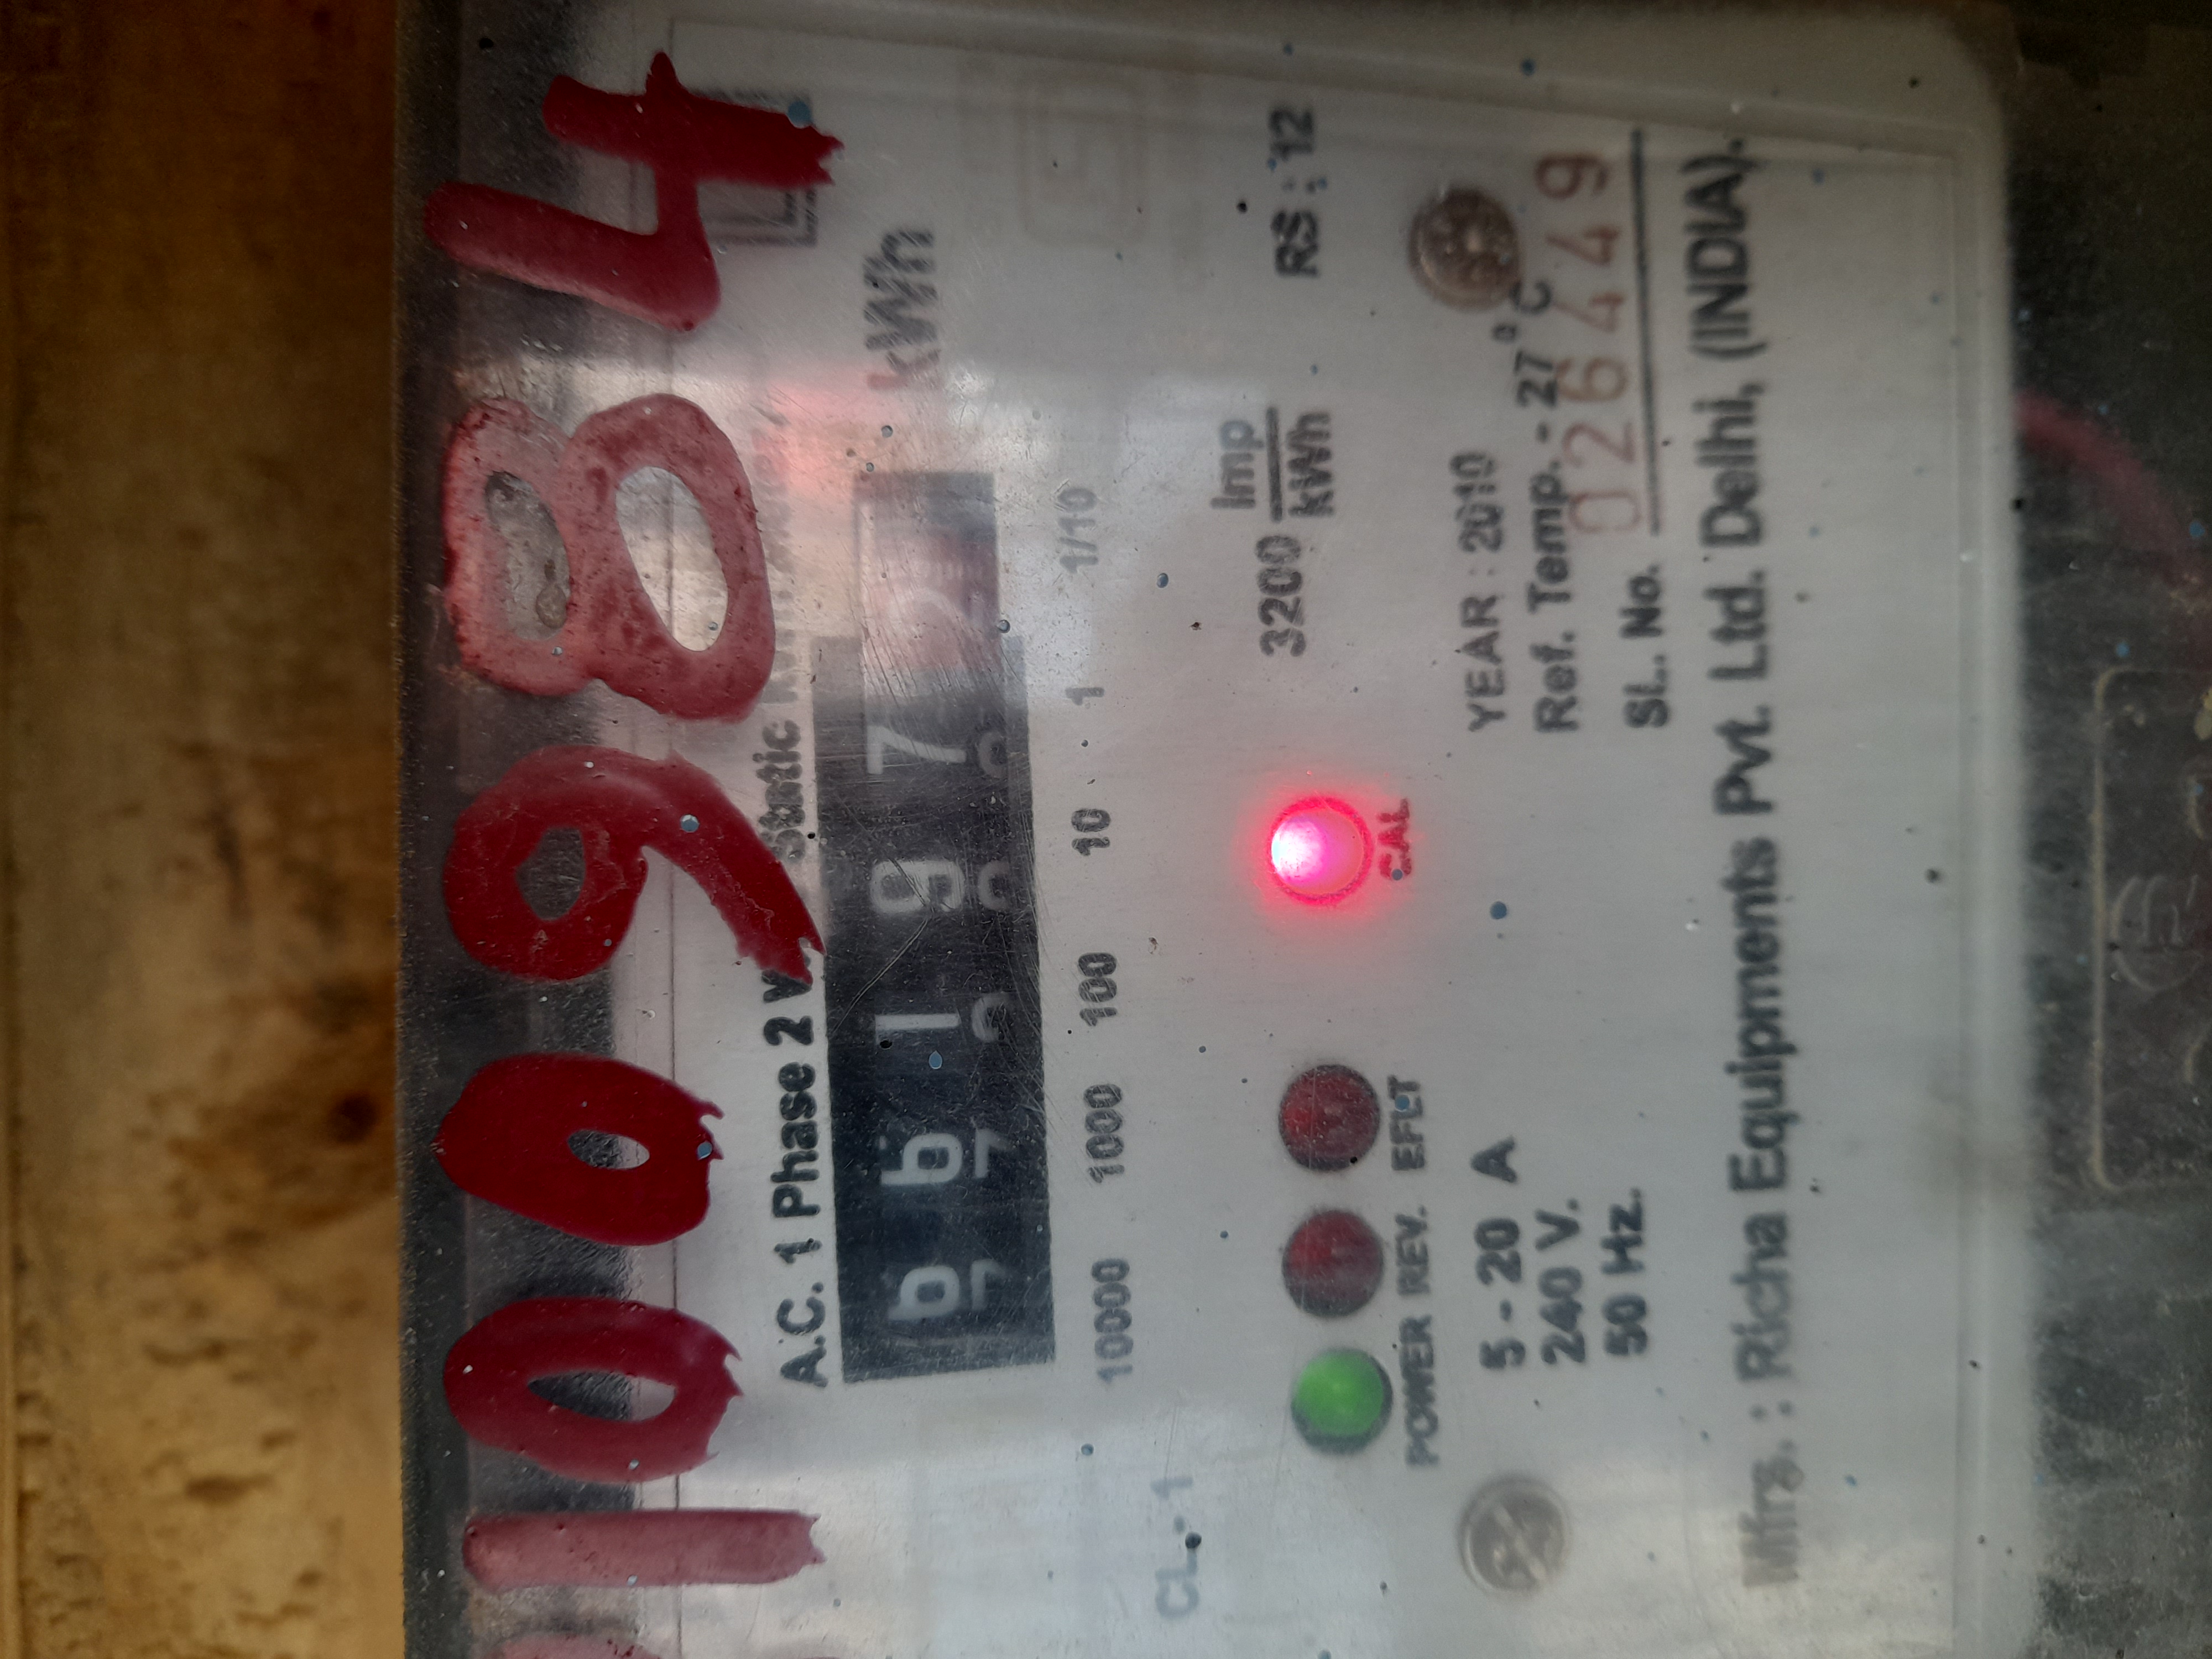 100984
A.C. 1 Phase 2 W. Static
kWh
66197
10000 1000 100 10 1 1/10
CL.-1
3200 Imp/kWh
RS : 12
CAL
POWER REV. EFLT
5 - 20 A
240 V.
50 Hz.
YEAR : 2010
Ref. Temp. - 27°C
SL. No. 026449
Mfrs. : Richa Equipments Pvt. Ltd. Delhi, (INDIA).